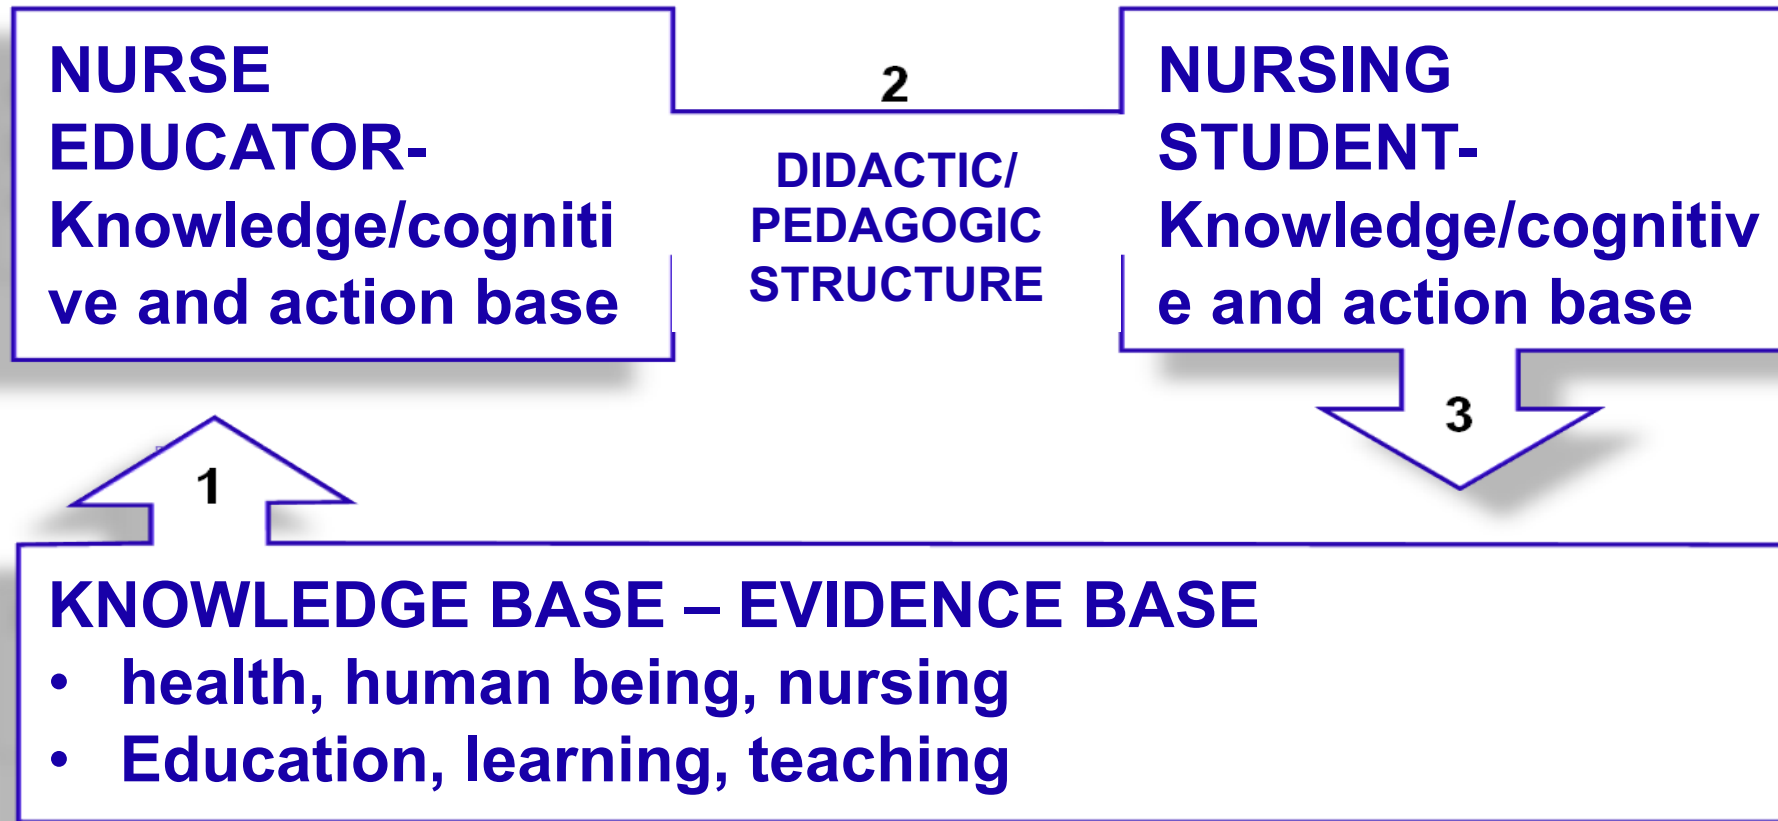 NURSE
EDUCATOR-
Knowledge/cogniti
ve and action base
2
DIDACTIC/
PEDAGOGIC
STRUCTURE
NURSING
STUDENT-
Knowledge/cognitiv
e and action base
3
1
KNOWLEDGE BASE – EVIDENCE BASE
• health, human being, nursing
• Education, learning, teaching